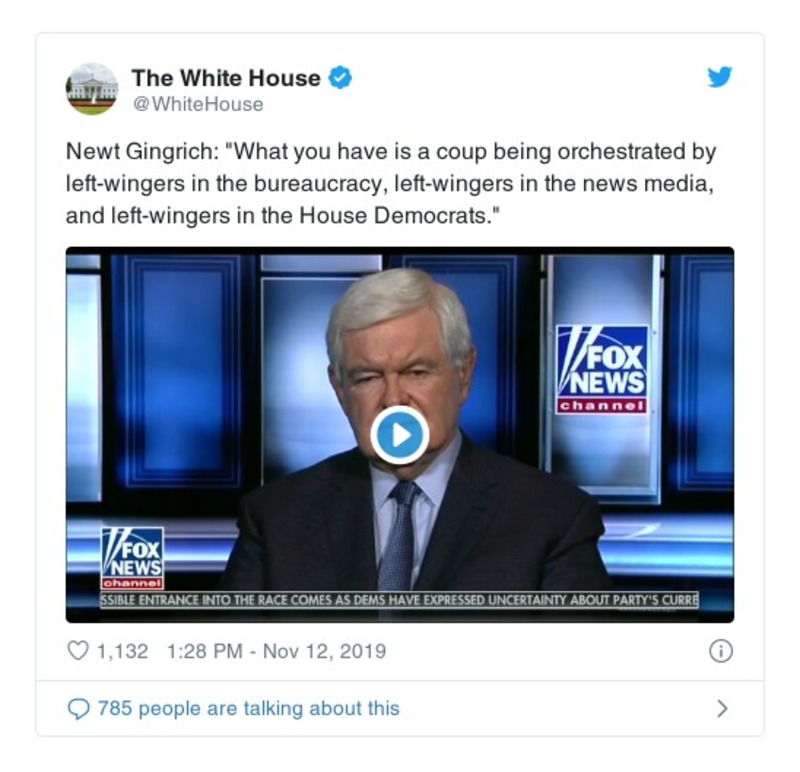 The White House
@WhiteHouse
Newt Gingrich: "What you have is a coup being orchestrated by
left-wingers in the bureaucracy, left-wingers in the news media,
and left-wingers in the House Democrats."
FOX
NEWS
channel
FOX
NEWS
channel
SSIBLE ENTRANCE INTO THE RACE COMES AS DEMS HAVE EXPRESSED UNCERTAINTY ABOUT PARTY'S CURRE
1,132 1:28 PM - Nov 12, 2019
785 people are talking about this